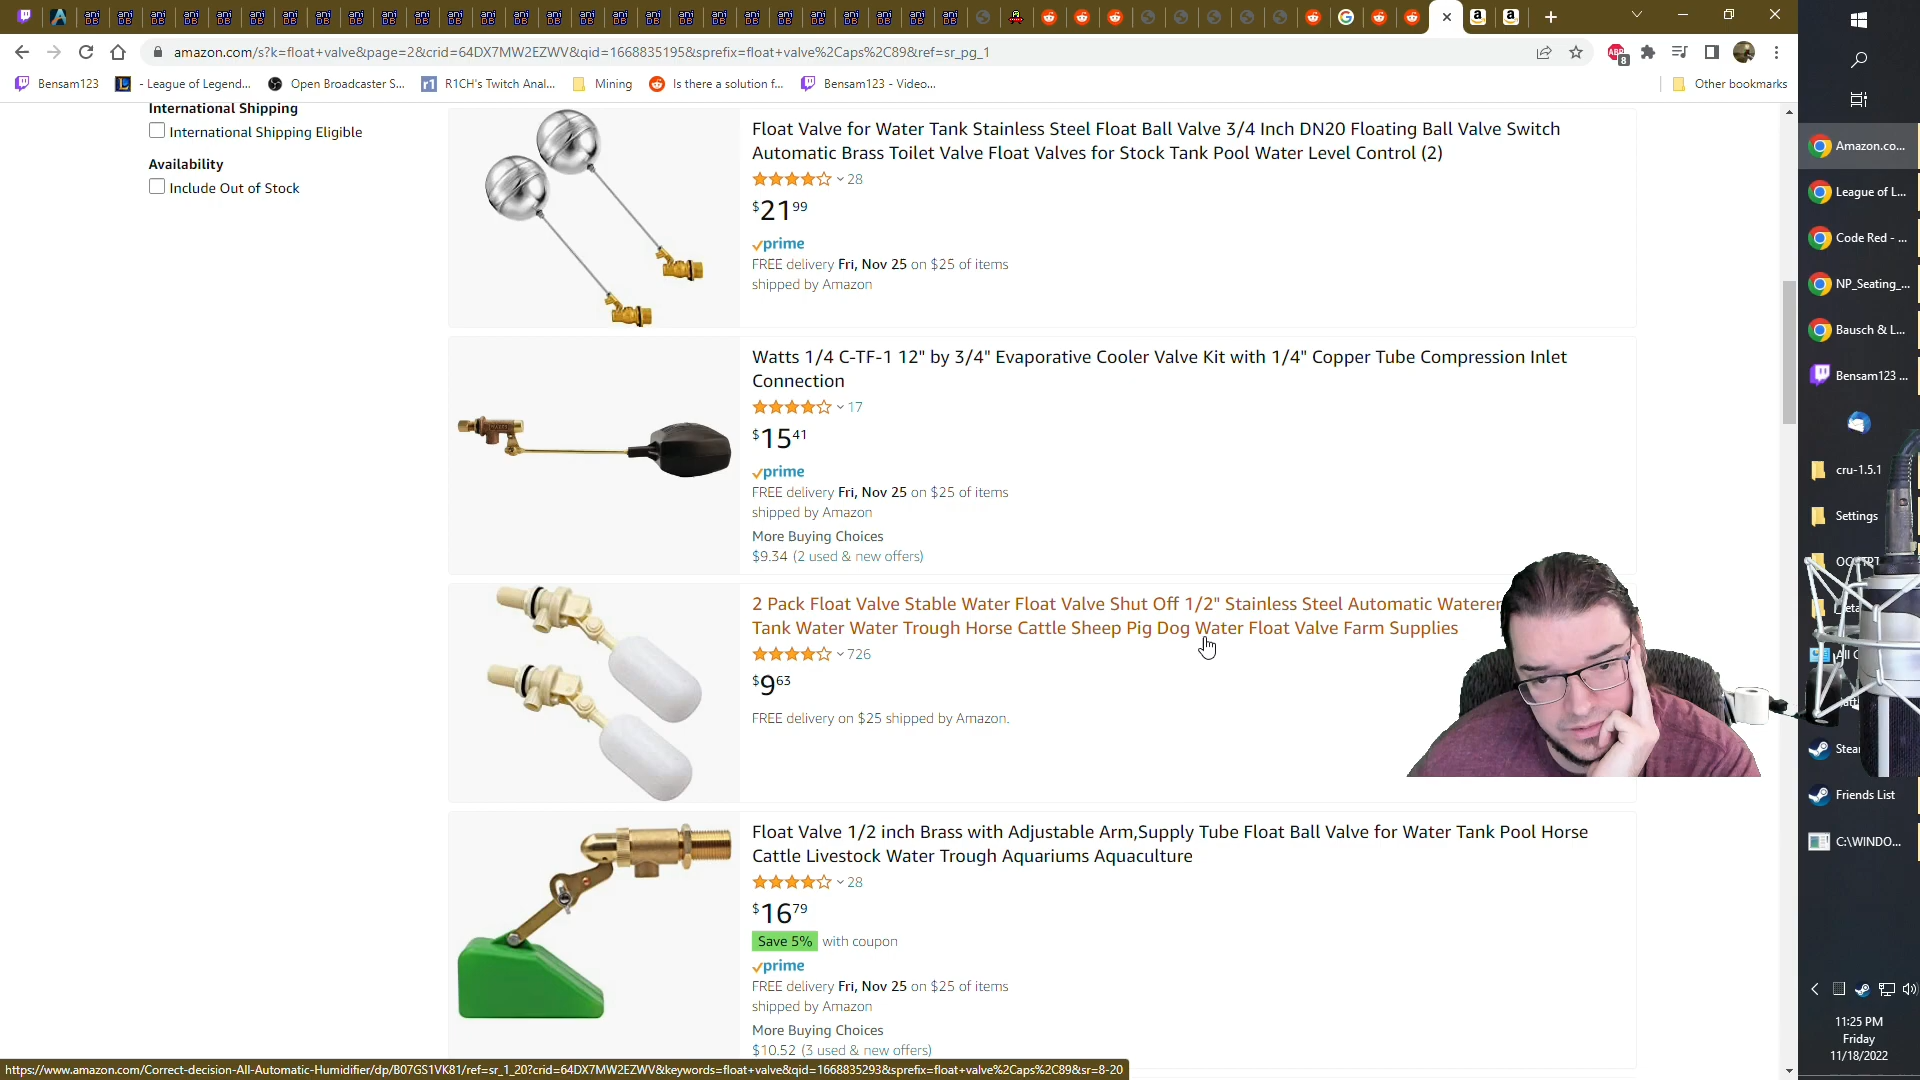 amazon.com/s?k=float+valve&page=2&crid=64DX7MW2EZWV&qid=1668835195&sprefix=float+valve%2Caps%2C89&ref=sr_pg_1
Bensam123
- League of Legend...
Open Broadcaster S...
R1CH's Twitch Anal...
Mining
Is there a solution f...
Bensam123 - Video...
Other bookmarks
International Shipping
International Shipping Eligible
Availability
Include Out of Stock
Float Valve for Water Tank Stainless Steel Float Ball Valve 3/4 Inch DN20 Floating Ball Valve Switch
Automatic Brass Toilet Valve Float Valves for Stock Tank Pool Water Level Control (2)
28
$21 99
prime
FREE delivery Fri, Nov 25 on $25 of items
shipped by Amazon
Watts 1/4 C-TF-1 12" by 3/4" Evaporative Cooler Valve Kit with 1/4" Copper Tube Compression Inlet
Connection
17
$15 41
prime
FREE delivery Fri, Nov 25 on $25 of items
shipped by Amazon
More Buying Choices
$9.34 (2 used & new offers)
2 Pack Float Valve Stable Water Float Valve Shut Off 1/2" Stainless Steel Automatic Waterer
Tank Water Water Trough Horse Cattle Sheep Pig Dog Water Float Valve Farm Supplies
726
$9 63
FREE delivery on $25 shipped by Amazon.
Float Valve 1/2 inch Brass with Adjustable Arm,Supply Tube Float Ball Valve for Water Tank Pool Horse
Cattle Livestock Water Trough Aquariums Aquaculture
28
$16 79
Save 5% with coupon
prime
FREE delivery Fri, Nov 25 on $25 of items
shipped by Amazon
More Buying Choices
$10.52 (3 used & new offers)
https://www.amazon.com/Correct-decision-All-Automatic-Humidifier/dp/B07GS1VK81/ref=sr_1_20?crid=64DX7MW2EZWV&keywords=float+valve&qid=1668835293&sprefix=float+valve%2Caps%2C89&sr=8-20
Amazon.co...
League of L...
Code Red - ...
NP_Seating_...
Bausch & L...
Bensam123 ...
cru-1.5.1
Settings
All C
Stea
Friends List
C:\WINDO...
11:25 PM
Friday
11/18/2022